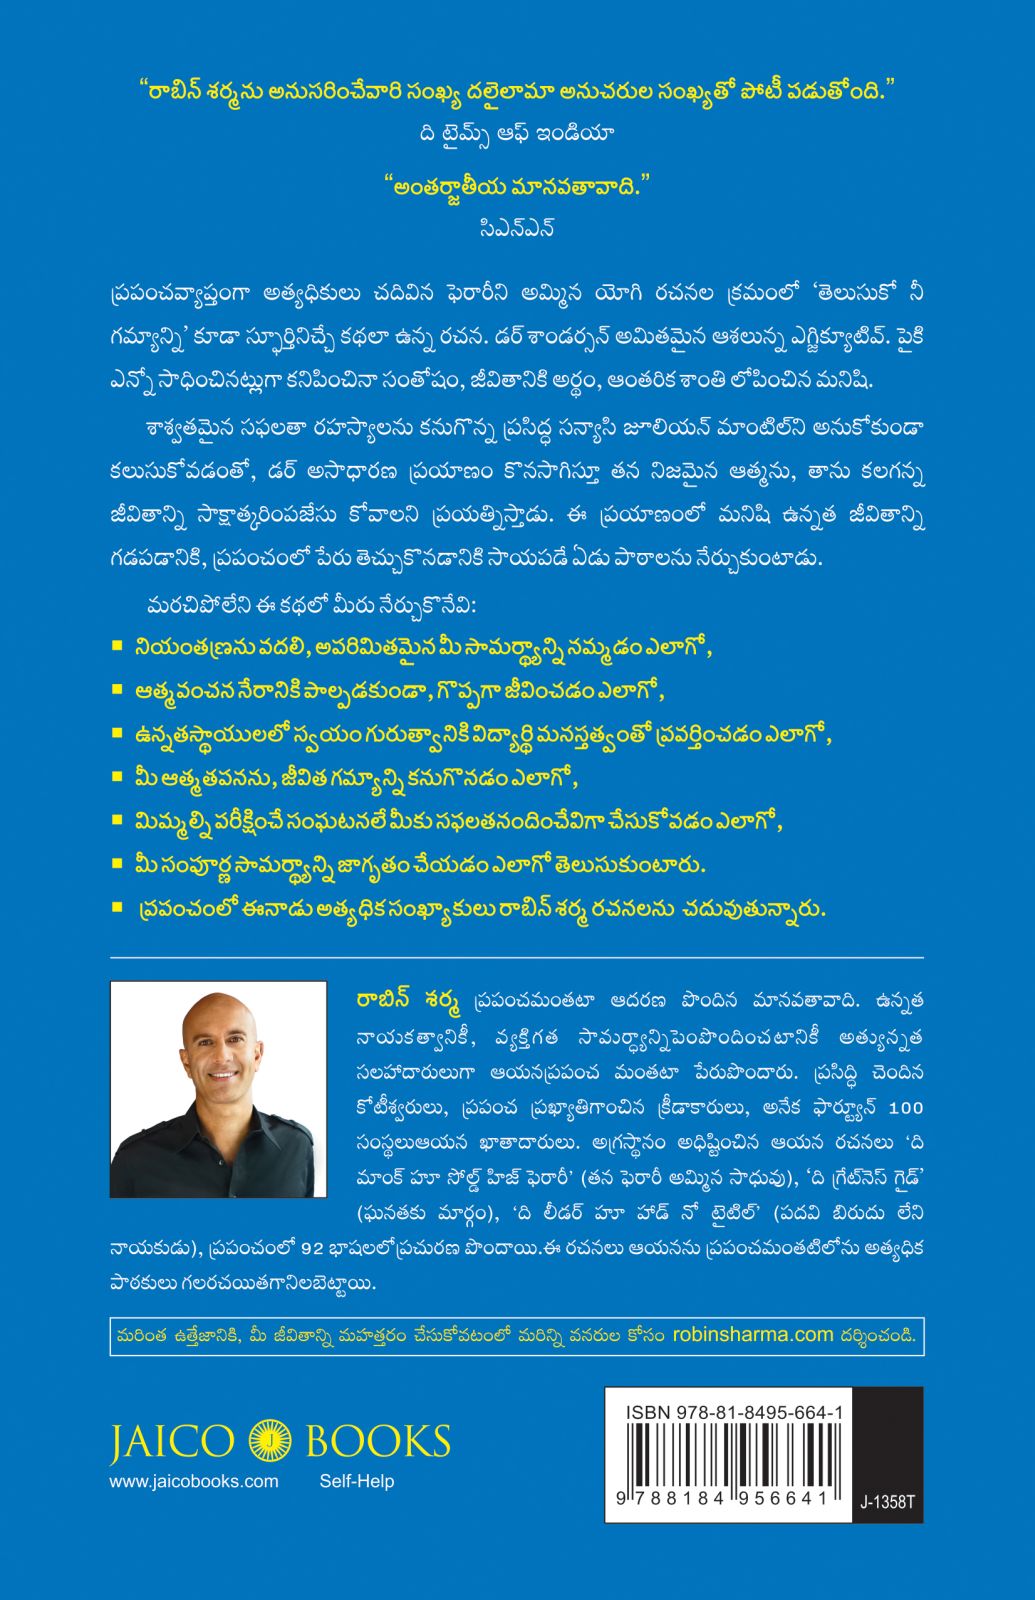 “రాబిన్ శర్మను అనుసరించేవారి సంఖ్య దలైలామా అనుచరుల సంఖ్యతో పోటీ పడుతోంది.”
ది టైమ్స్ ఆఫ్ ఇండియా
“అంతర్జాతీయ మానవతావాది.”
సిఎన్ఎన్
ప్రపంచవ్యాప్తంగా అత్యధికులు చదివిన ఫెరారీని అమ్మిన యోగి రచనల క్రమంలో ‘తెలుసుకో నీ
గమ్యాన్ని’ కూడా స్ఫూర్తినిచ్చే కథలా ఉన్న రచన. డర్ శాండర్సన్ అమితమైన ఆశలున్న ఎగ్జిక్యూటివ్. పైకి
ఎన్నో సాధించినట్లుగా కనిపించినా సంతోషం, జీవితానికి అర్థం, ఆంతరిక శాంతి లోపించిన మనిషి.
శాశ్వతమైన సఫలతా రహస్యాలను కనుగొన్న ప్రసిద్ధ సన్యాసి జూలియన్ మాంటిల్‌ని అనుకోకుండా
కలుసుకోవడంతో, డర్ అసాధారణ ప్రయాణం కొనసాగిస్తూ తన నిజమైన ఆత్మను, తాను కలగన్న
జీవితాన్ని సాక్షాత్కరింపజేసు కోవాలని ప్రయత్నిస్తాడు. ఈ ప్రయాణంలో మనిషి ఉన్నత జీవితాన్ని
గడపడానికి, ప్రపంచంలో పేరు తెచ్చుకొనడానికి సాయపడే ఏడు పాఠాలను నేర్చుకుంటాడు.
మరచిపోలేని ఈ కథలో మీరు నేర్చుకొనేవి:
▪ నియంతణ్రను వదలి, అపరిమితమైన మీ సామర్థ్యాన్ని నమ్మడం ఎలాగో,
▪ ఆత్మవంచన నేరానికి పాల్పడకుండా, గొప్పగా జీవించడం ఎలాగో,
▪ ఉన్నతస్థాయులలో స్వయం గురుత్వానికి విద్యార్థి మనస్తత్వంతో ప్రవర్తించడం ఎలాగో,
▪ మీ ఆత్మతపనను, జీవిత గమ్యాన్ని కనుగొనడం ఎలాగో,
▪ మిమ్మల్ని పరీక్షించే సంఘటనలే మీకు సఫలతనందించేవిగా చేసుకోవడం ఎలాగో,
▪ మీ సంపూర్ణ సామర్థ్యాన్ని జాగృతం చేయడం ఎలాగో తెలుసుకుంటారు.
▪ ప్రపంచంలో ఈనాడు అత్యధిక సంఖ్యాకులు రాబిన్ శర్మ రచనలను చదువుతున్నారు.
రాబిన్ శర్మ ప్రపంచమంతటా ఆదరణ పొందిన మానవతావాది. ఉన్నత
నాయకత్వానికీ, వ్యక్తిగత సామర్ధ్యాన్నిపెంపొందించటానికీ అత్యున్నత
సలహాదారులుగా ఆయనప్రపంచ మంతటా పేరుపొందారు. ప్రసిద్ధి చెందిన
కోటీశ్వరులు, ప్రపంచ ప్రఖ్యాతిగాంచిన క్రీడాకారులు, అనేక ఫార్ట్యూన్ 100
సంస్థలుఆయన ఖాతాదారులు. అగ్రస్థానం అధిష్టించిన ఆయన రచనలు ‘ది
మాంక్ హూ సోల్డ్ హిజ్ ఫెరారీ’ (తన ఫెరారీ అమ్మిన సాధువు), ‘ది గ్రేట్‌నెస్ గైడ్’
(ఘనతకు మార్గం), ‘ది లీడర్ హూ హాడ్ నో టైటిల్’ (పదవి బిరుదు లేని
నాయకుడు), ప్రపంచంలో 92 భాషలలోప్రచురణ పొందాయి.ఈ రచనలు ఆయనను ప్రపంచమంతటిలోను అత్యధిక
పాఠకులు గలరచయితగానిలబెట్టాయి.
మరింత ఉత్తేజానికి, మీ జీవితాన్ని మహత్తరం చేసుకోవటంలో మరిన్ని వనరుల కోసం robinsharma.com దర్శించండి.
JAICO J BOOKS
www.jaicobooks.com Self-Help
ISBN 978-81-8495-664-1
9 788184 956641
J-1358T